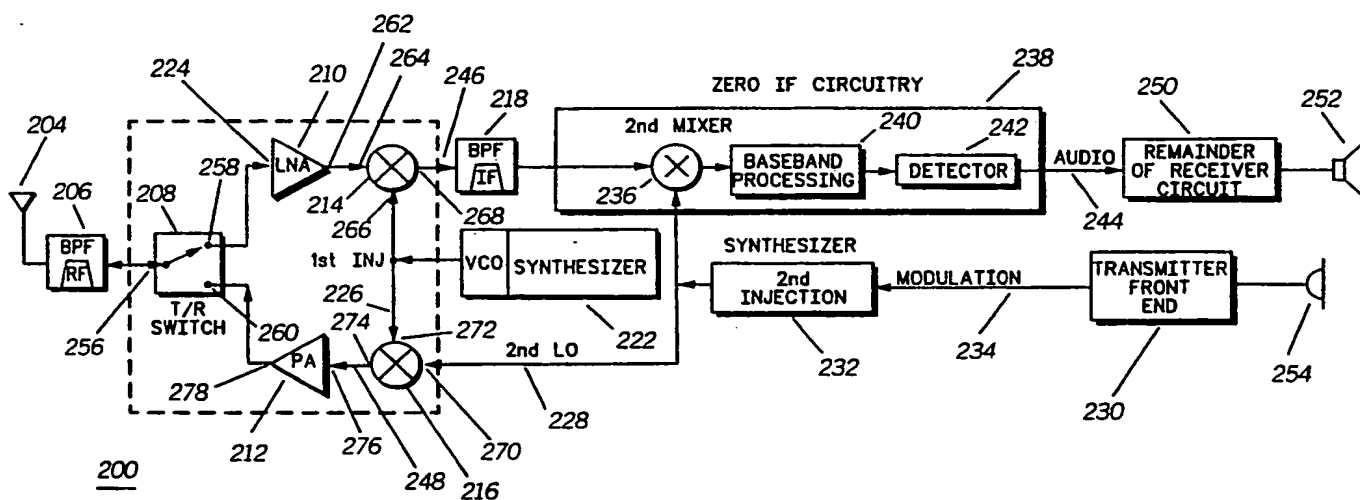 262
264
224
210
246
218
ZERO IF CIRCUITRY
238
250
252
204
258
2nd MIXER
240
242
206
208
LNA
BPF
IF
BASEBAND
PROCESSING
DETECTOR
AUDIO
REMAINDER
OF RECEIVER
CIRCUIT
236
214
266
268
244
BPF
RF
SYNTHESIZER
1st INJ
VCO
SYNTHESIZER
2nd
INJECTION
MODULATION
TRANSMITTER
FRONT
END
226
T/R
SWITCH
260
256
274
272
222
234
PA
2nd LO
232
254
278
228
230
212
276
248
270
216
200